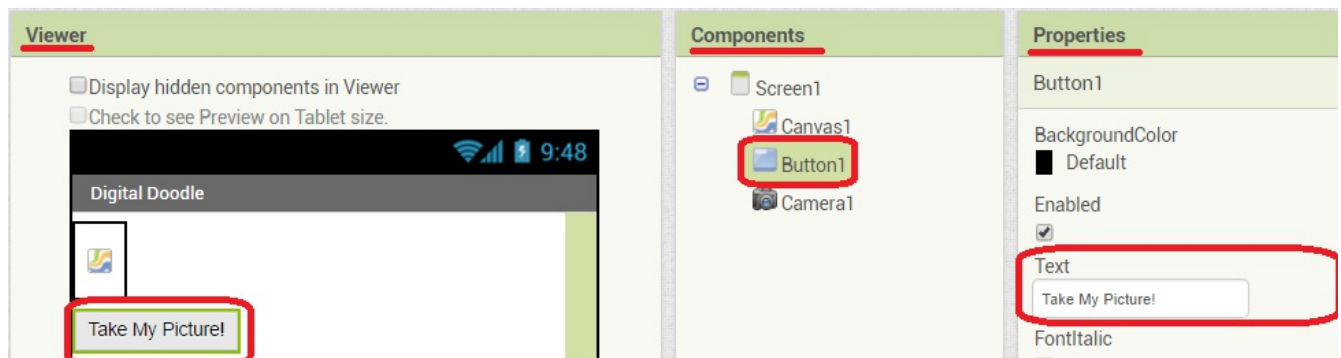 Viewer
Display hidden components in Viewer
Check to see Preview on Tablet size.
9:48
Digital Doodle
Take My Picture!
Components
Screen1
Canvas1
Button1
Camera1
Properties
Button1
BackgroundColor
Default
Enabled
Text
Take My Picture!
FontItalic